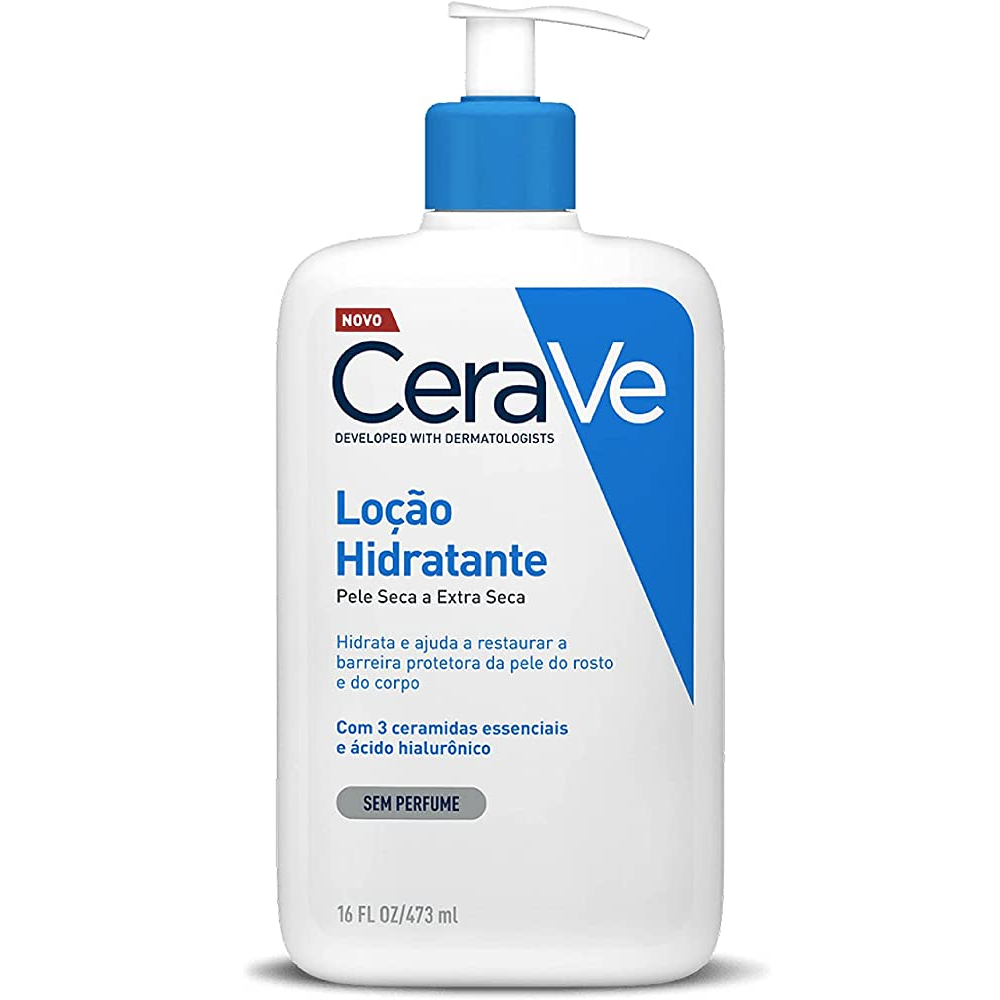 NOVO
CeraVe
DEVELOPED WITH DERMATOLOGISTS
Loção
Hidratante
Pele Seca a Extra Seca
Hidrata e ajuda a restaurar a
barreira protetora da pele do rosto
e do corpo
Com 3 ceramidas essenciais
e ácido hialurônico
SEM PERFUME
16 FL OZ/473 ml